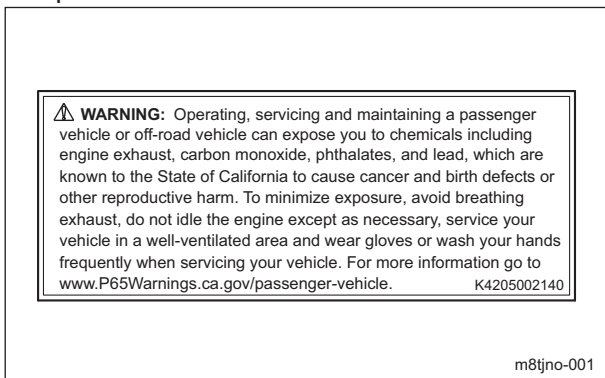 ⚠ WARNING: Operating, servicing and maintaining a passenger
vehicle or off-road vehicle can expose you to chemicals including
engine exhaust, carbon monoxide, phthalates, and lead, which are
known to the State of California to cause cancer and birth defects or
other reproductive harm. To minimize exposure, avoid breathing
exhaust, do not idle the engine except as necessary, service your
vehicle in a well-ventilated area and wear gloves or wash your hands
frequently when servicing your vehicle. For more information go to
www.P65Warnings.ca.gov/passenger-vehicle. K4205002140
m8tjno-001